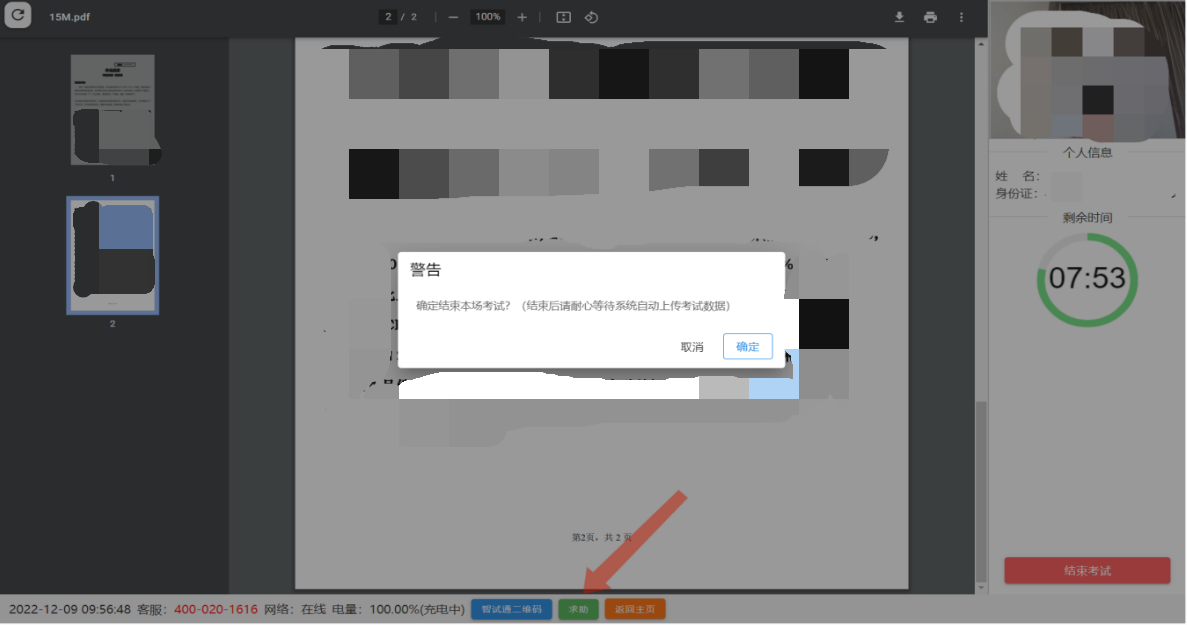 15M.pdf
2 / 2
100%
1
2
警告
确定结束本场考试？（结束后请耐心等待系统自动上传考试数据）
取消
确定
第2页，共 2 页
个人信息
姓 名：
身份证：
剩余时间
07:53
结束考试
2022-12-09 09:56:48 客服：400-020-1616 网络：在线 电量：100.00%(充电中) 智试通二维码 求助 返回主页